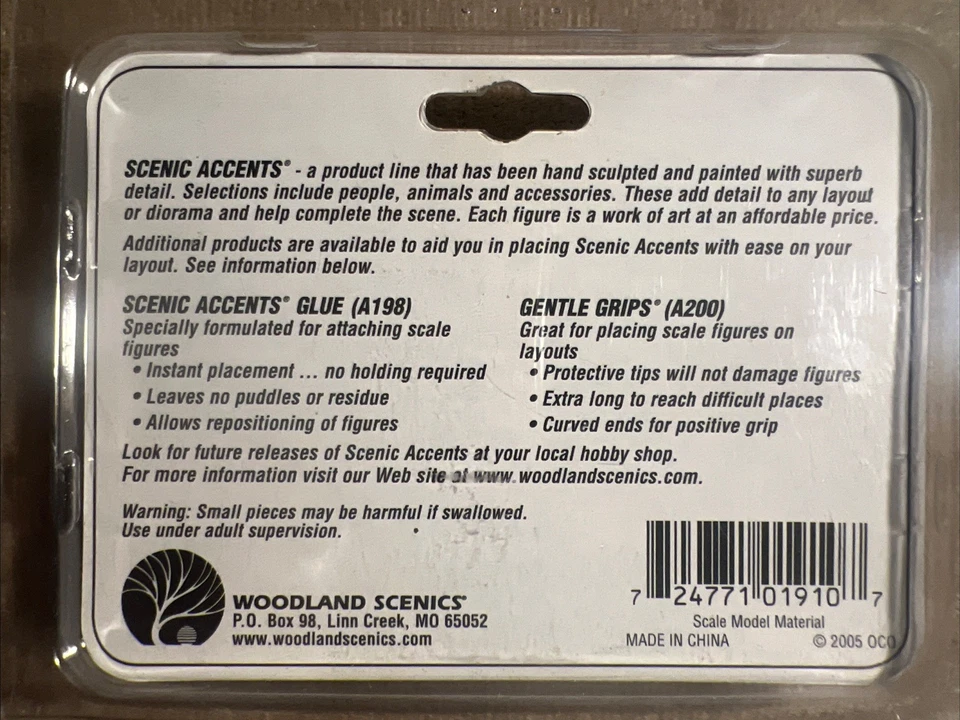 SCENIC ACCENTS® - a product line that has been hand sculpted and painted with superb
detail. Selections include people, animals and accessories. These add detail to any layout
or diorama and help complete the scene. Each figure is a work of art at an affordable price.
Additional products are available to aid you in placing Scenic Accents with ease on your
layout. See information below.
SCENIC ACCENTS® GLUE (A198)
Specially formulated for attaching scale
figures
• Instant placement ... no holding required
• Leaves no puddles or residue
• Allows repositioning of figures
GENTLE GRIPS® (A200)
Great for placing scale figures on
layouts
• Protective tips will not damage figures
• Extra long to reach difficult places
• Curved ends for positive grip
Look for future releases of Scenic Accents at your local hobby shop.
For more information visit our Web site at www.woodlandscenics.com.
Warning: Small pieces may be harmful if swallowed.
Use under adult supervision.
WOODLAND SCENICS®
P.O. Box 98, Linn Creek, MO 65052
www.woodlandscenics.com
7 24771 01910 7
Scale Model Material
MADE IN CHINA © 2005 OCO